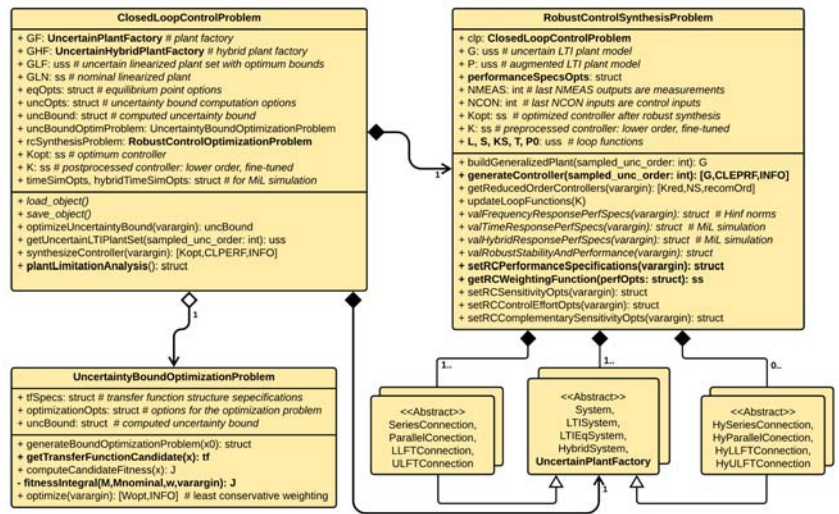 ClosedLoopControlProblem
+ GF: UncertainPlantFactory # plant factory
+ GHF: UncertainHybridPlantFactory # hybrid plant factory
+ GLF: uss # uncertain linearized plant set with optimum bounds
+ GLN: ss # nominal linearized plant
+ eqOpts: struct # equilibrium point options
+ uncOpts: struct # uncertainty bound computation options
+ uncBound: struct # computed uncertainty bound
+ uncBoundOptimProblem: UncertaintyBoundOptimizationProblem
+ rcSynthesisProblem: RobustControlOptimizationProblem
+ Kopt: ss # optimum controller
+ K: ss # postprocessed controller: lower order, fine-tuned
+ timeSimOpts, hybridTimeSimOpts: struct # for MiL simulation
+ load_object()
+ save_object()
+ optimizeUncertaintyBound(varargin): uncBound
+ getUncertainLTIPlantSet(sampled_unc_order: int): uss
+ synthesizeController(varargin): [Kopt,CLPERF,INFO]
+ plantLimitationAnalysis(): struct
1
1
RobustControlSynthesisProblem
+ clp: ClosedLoopControlProblem
+ G: uss # uncertain LTI plant model
+ P: uss # augmented LTI plant model
+ performanceSpecsOpts: struct
+ NMEAS: int # last NMEAS outputs are measurements
+ NCON: int # last NCON inputs are control inputs
+ Kopt: ss # optimized controller after robust synthesis
+ K: ss # preprocessed controller: lower order, fine-tuned
+ L, S, KS, T, P0: uss # loop functions
+ buildGeneralizedPlant(sampled_unc_order: int): G
+ generateController(sampled_unc_order: int): [G,CLEPRF,INFO]
+ getReducedOrderControllers(varargin): [Kred,NS,recomOrd]
+ updateLoopFunctions(K)
+ valFrequencyResponsePerfSpecs(varargin): struct # Hinf norms
+ valTimeResponsePerfSpecs(varargin): struct # MiL simulation
+ valHybridResponsePerfSpecs(varargin): struct # MiL simulation
+ valRobustStabilityAndPerformance(varargin): struct
+ setRCPerformanceSpecifications(varargin): struct
+ getRCWeightingFunction(perfOpts: struct): ss
+ setRCSensitivityOpts(varargin): struct
+ setRCControlEffortOpts(varargin): struct
+ setRCComplementarySensitivityOpts(varargin): struct
UncertaintyBoundOptimizationProblem
+ tfSpecs: struct # transfer function structure sepecifications
+ optimizationOpts: struct # options for the optimization problem
+ uncBound: struct # computed uncertainty bound
+ generateBoundOptimizationProblem(x0): struct
+ getTransferFunctionCandidate(x): tf
+ computeCandidateFitness(x): J
- fitnessIntegral(M,Mnominal,w,varargin): J
+ optimize(varargin): [Wopt,INFO] # least conservative weighting
1..
<<Abstract>>
SeriesConnection,
ParallelConection,
LLFTConnection,
ULFTConnection
1..
<<Abstract>>
System,
LTISystem,
LTIEqSystem,
HybridSystem,
UncertainPlantFactory
1
0..
<<Abstract>>
HySeriesConnection,
HyParallelConection,
HyLLFTConnection,
HyULFTConnection